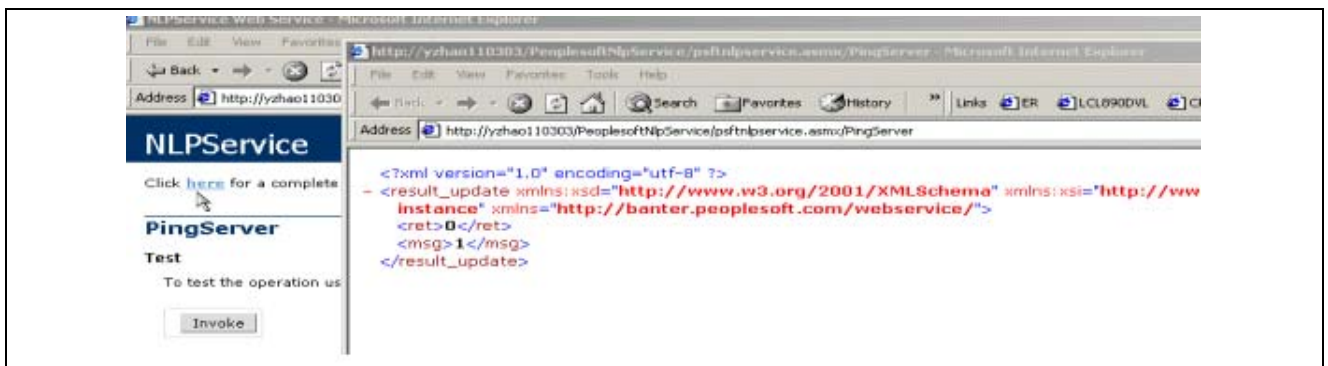 NLPService Web Service - Microsoft Internet Explorer
File Edit View Favorites
Back
Address http://yzhao11030
NLPService
Click here for a complete
PingServer
Test
To test the operation us
Invoke
http://yzhao110303/PeoplesoftNlpService/psftnlpservice.asmx/PingServer - Microsoft Internet Explorer
File Edit View Favorites Tools Help
Back Search Favorites History » Links ER LCL890DVL
Address http://yzhao110303/PeoplesoftNlpService/psftnlpservice.asmx/PingServer
<?xml version="1.0" encoding="utf-8" ?>
- <result_update xmlns:xsd="http://www.w3.org/2001/XMLSchema" xmlns:xsi="http://ww
instance" xmlns="http://banter.peoplesoft.com/webservice/">
<ret>0</ret>
<msg>1</msg>
</result_update>